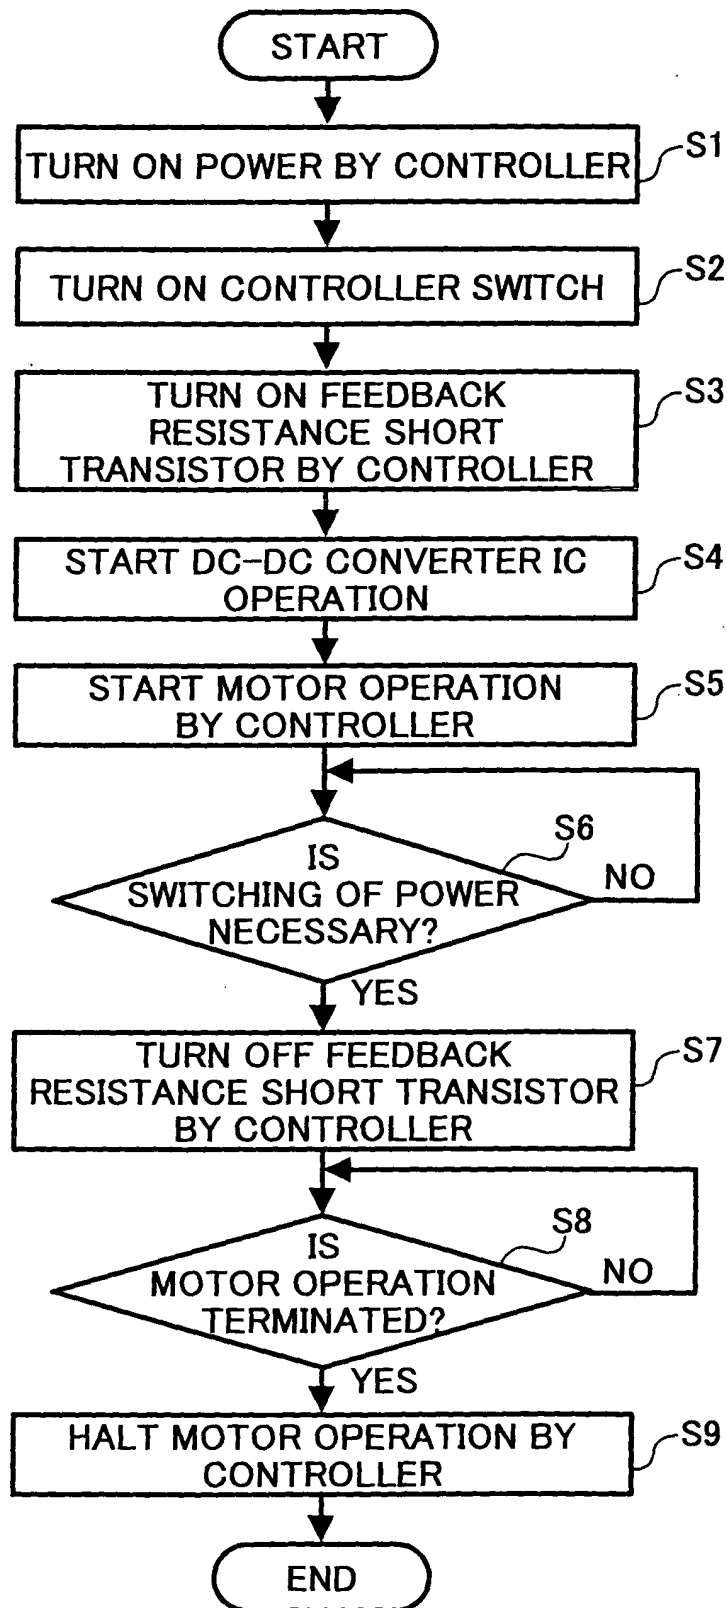 START
TURN ON POWER BY CONTROLLER
S1
TURN ON CONTROLLER SWITCH
S2
TURN ON FEEDBACK
RESISTANCE SHORT
TRANSISTOR BY CONTROLLER
S3
START DC-DC CONVERTER IC
OPERATION
S4
START MOTOR OPERATION
BY CONTROLLER
S5
IS
SWITCHING OF POWER
NECESSARY?
S6
NO
YES
TURN OFF FEEDBACK
RESISTANCE SHORT TRANSISTOR
BY CONTROLLER
S7
IS
MOTOR OPERATION
TERMINATED?
S8
NO
YES
HALT MOTOR OPERATION BY
CONTROLLER
S9
END